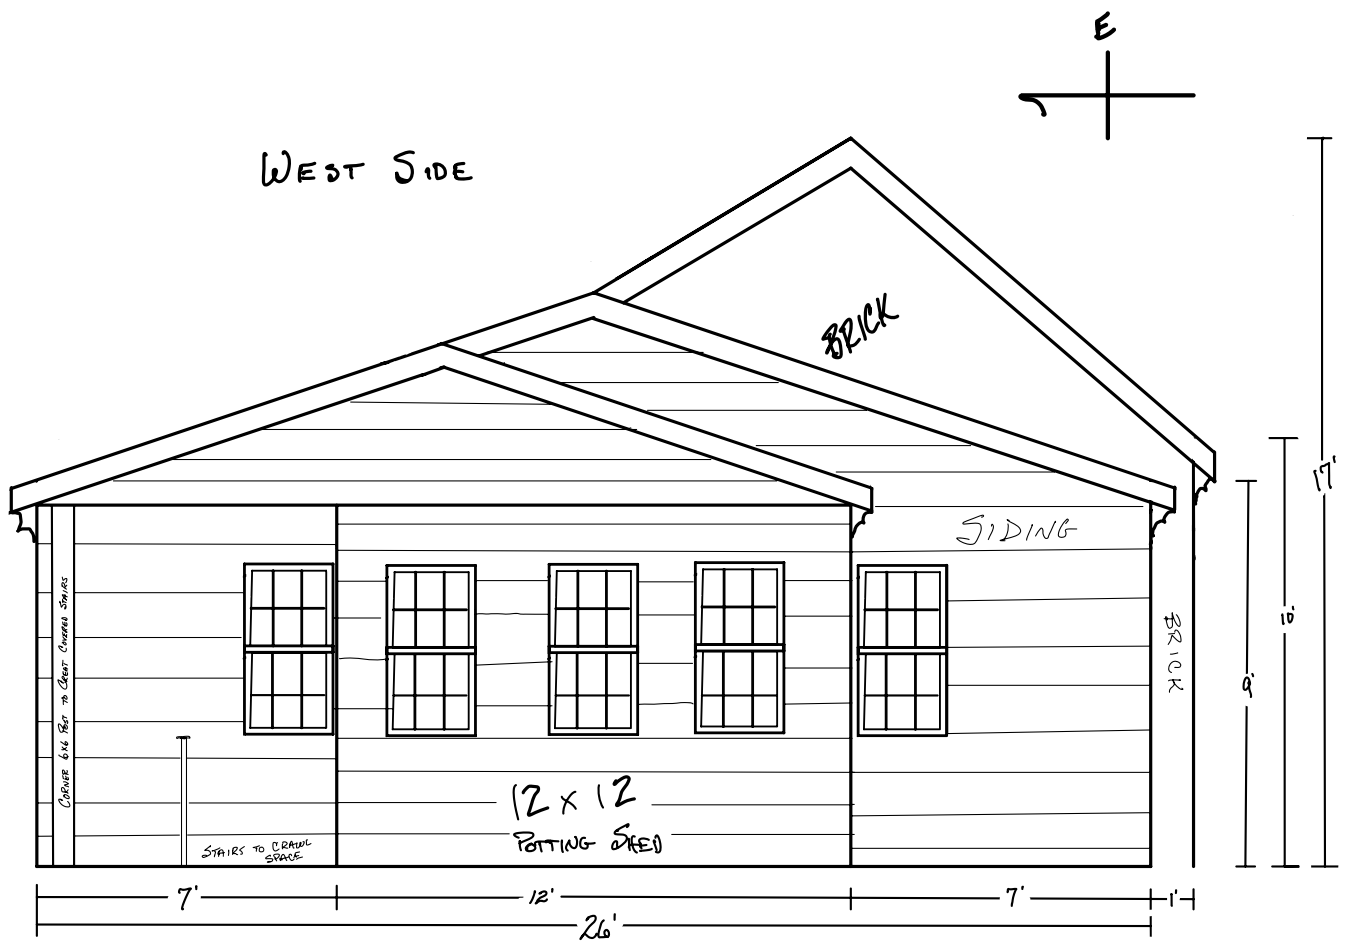 E
WEST SIDE
BRICK
17'
SIDING
10'
BRICK
9'
CORNER 6X6 POST TO CREAT COVERED STAIRS
12 x 12
POTTING SHED
STAIRS TO CRAWL
SPACE
7'
12'
7'
1'
26'